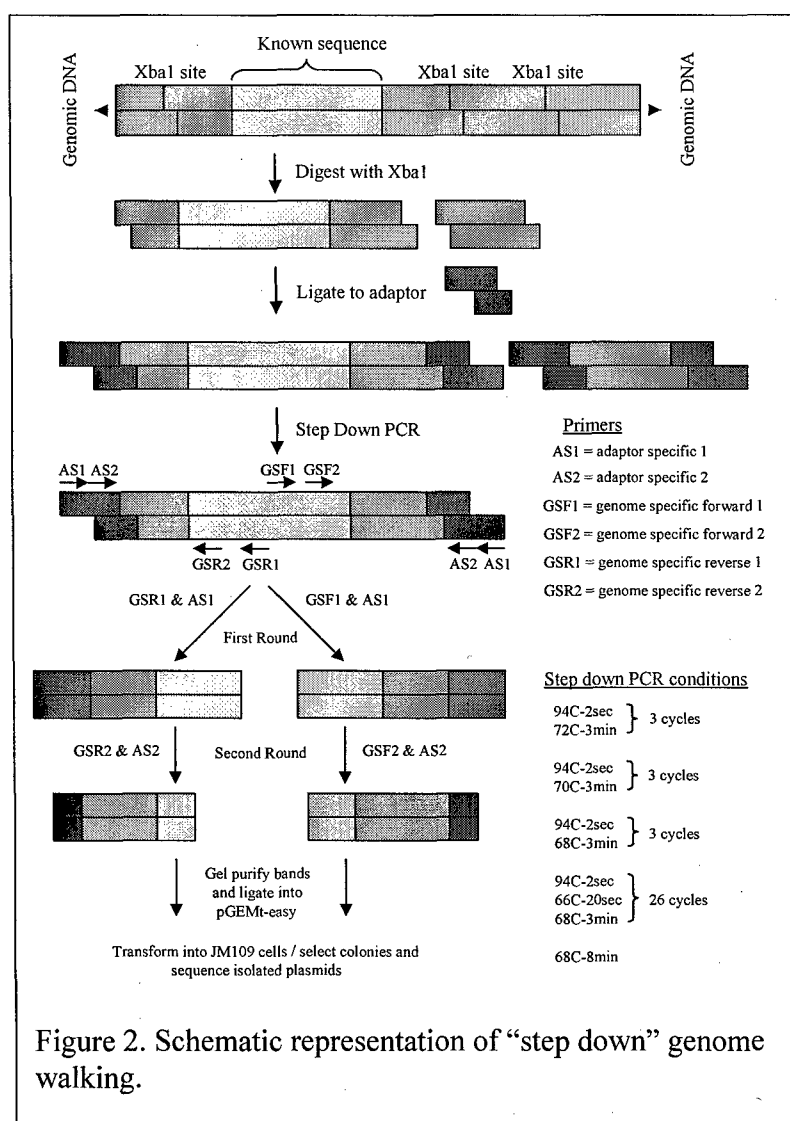 Known sequence
Xba1 site
Xba1 site
Xba1 site
Genomic DNA
Genomic DNA
Digest with Xba1
Ligate to adaptor
Step Down PCR
AS1 AS2
GSF1 GSF2
GSR2
GSR1
AS2 AS1
Primers
AS1 = adaptor specific 1
AS2 = adaptor specific 2
GSF1 = genome specific forward 1
GSF2 = genome specific forward 2
GSR1 = genome specific reverse 1
GSR2 = genome specific reverse 2
GSR1 & AS1
GSF1 & AS1
First Round
GSR2 & AS2
Second Round
GSF2 & AS2
Gel purify bands
and ligate into
pGEMt-easy
Transform into JM109 cells / select colonies and
sequence isolated plasmids
Step down PCR conditions
94C-2sec
72C-3min
3 cycles
94C-2sec
70C-3min
3 cycles
94C-2sec
68C-3min
3 cycles
94C-2sec
66C-20sec
68C-3min
26 cycles
68C-8min
Figure 2. Schematic representation of “step down” genome
walking.